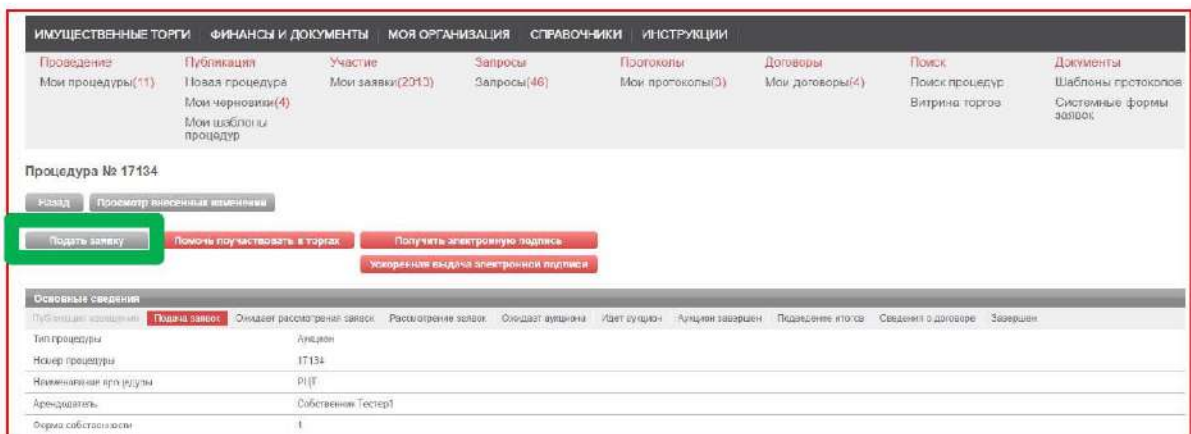 ИМУЩЕСТВЕННЫЕ ТОРГИ ФИНАНСЫ И ДОКУМЕНТЫ МОЯ ОРГАНИЗАЦИЯ СПРАВОЧНИКИ ИНСТРУКЦИИ
Проведение Публикация Участие Запросы Протоколы Договоры Поиск Документы
Мои процедуры(11) Новая процедура Мои заявки(2013) Запросы(46) Мои протоколы(3) Мои договоры(4) Поиск процедур Шаблоны протоколов
Мои черновики(4) Витрина торгов Системные формы заявок
Мои шаблоны процедур
Процедура № 17134
Назад Просмотр внесенных изменений
Подать заявку Помочь поучаствовать в торгах Получить электронную подпись
Ускоренная выдача электронной подписи
Основные сведения
Публикация извещения Подача заявок Ожидает рассмотрения заявок Рассмотрение заявок Ожидает аукциона Идет аукцион Аукцион завершен Подведение итогов Сведения о договоре Завершен
Тип процедуры Аукцион
Номер процедуры 17134
Наименование процедуры
Арендодатель Собственник Тестер1
Форма собственности 1